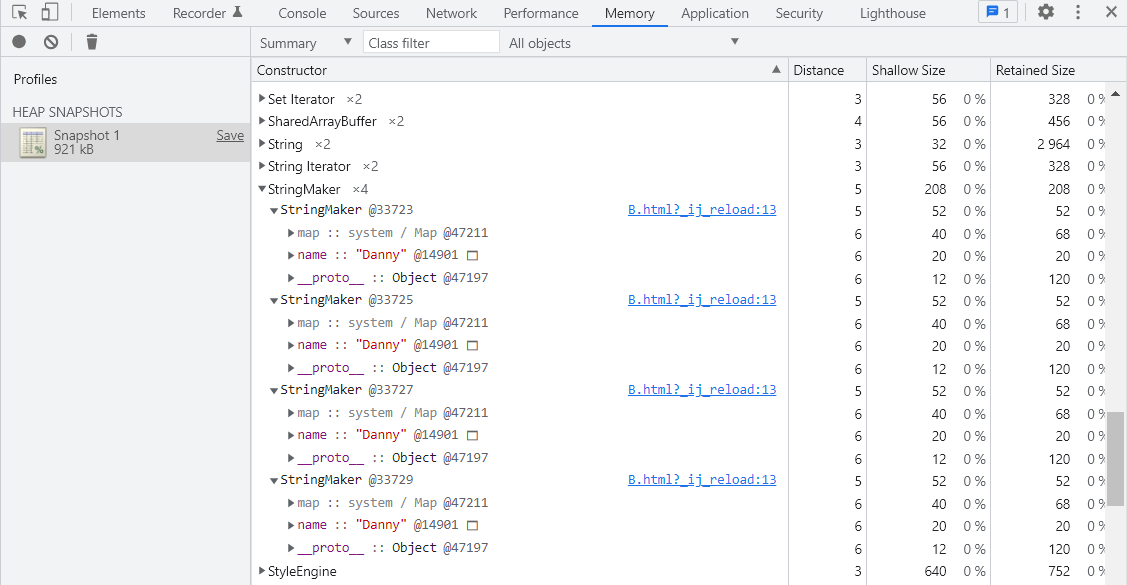 Elements Recorder Console Sources Network Performance Memory Application Security Lighthouse 1
Summary Class filter All objects
Profiles
HEAP SNAPSHOTS
Snapshot 1 Save
921 kB
Constructor Distance Shallow Size Retained Size
Set Iterator ×2 3 56 0 % 328 0 %
SharedArrayBuffer ×2 4 56 0 % 456 0 %
String ×2 3 32 0 % 2 964 0 %
String Iterator ×2 3 56 0 % 328 0 %
StringMaker ×4 5 208 0 % 208 0 %
StringMaker @33723 B.html?_ij_reload:13 5 52 0 % 52 0 %
map :: system / Map @47211 6 40 0 % 68 0 %
name :: "Danny" @14901 6 20 0 % 20 0 %
__proto__ :: Object @47197 6 12 0 % 120 0 %
StringMaker @33725 B.html?_ij_reload:13 5 52 0 % 52 0 %
map :: system / Map @47211 6 40 0 % 68 0 %
name :: "Danny" @14901 6 20 0 % 20 0 %
__proto__ :: Object @47197 6 12 0 % 120 0 %
StringMaker @33727 B.html?_ij_reload:13 5 52 0 % 52 0 %
map :: system / Map @47211 6 40 0 % 68 0 %
name :: "Danny" @14901 6 20 0 % 20 0 %
__proto__ :: Object @47197 6 12 0 % 120 0 %
StringMaker @33729 B.html?_ij_reload:13 5 52 0 % 52 0 %
map :: system / Map @47211 6 40 0 % 68 0 %
name :: "Danny" @14901 6 20 0 % 20 0 %
__proto__ :: Object @47197 6 12 0 % 120 0 %
StyleEngine 3 640 0 % 752 0 %